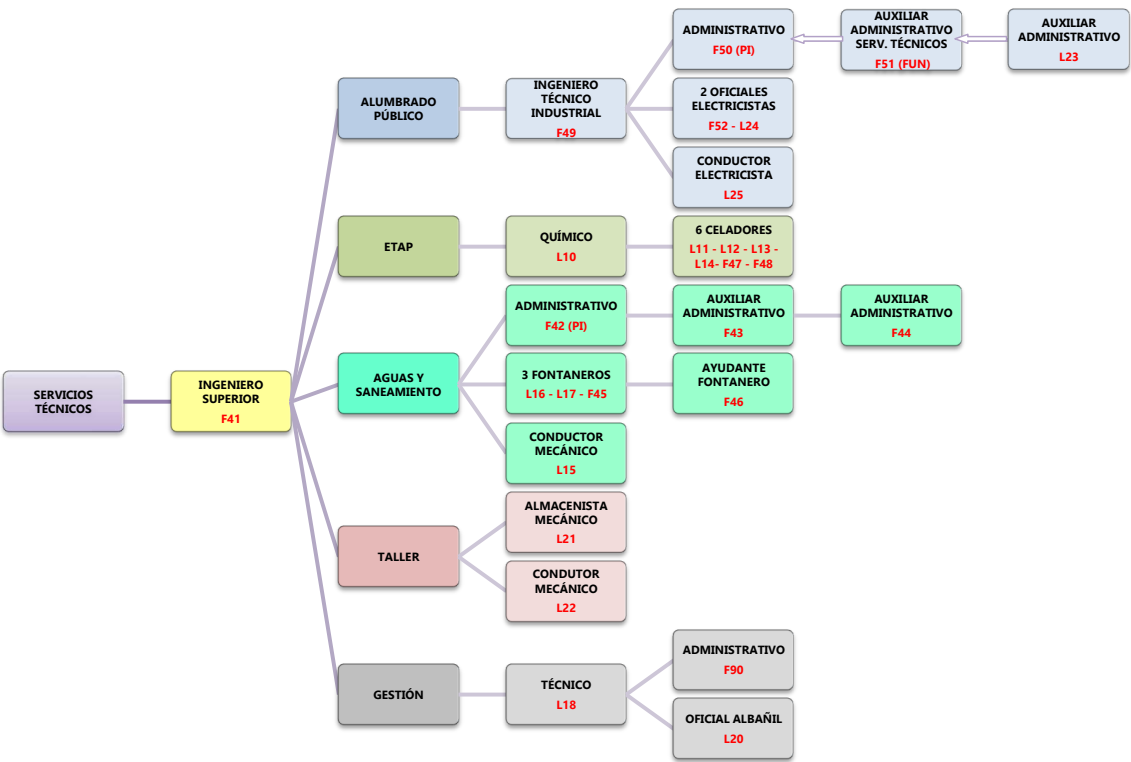 SERVICIOS
TÉCNICOS
INGENIERO
SUPERIOR
F41
ALUMBRADO
PÚBLICO
INGENIERO
TÉCNICO
INDUSTRIAL
F49
ADMINISTRATIVO
F50 (PI)
AUXILIAR
ADMINISTRATIVO
SERV. TÉCNICOS
F51 (FUN)
AUXILIAR
ADMINISTRATIVO
L23
2 OFICIALES
ELECTRICISTAS
F52 - L24
CONDUCTOR
ELECTRICISTA
L25
ETAP
QUÍMICO
L10
6 CELADORES
L11 - L12 - L13 -
L14- F47 - F48
AGUAS Y
SANEAMIENTO
ADMINISTRATIVO
F42 (PI)
AUXILIAR
ADMINISTRATIVO
F43
AUXILIAR
ADMINISTRATIVO
F44
3 FONTANEROS
L16 - L17 - F45
AYUDANTE
FONTANERO
F46
CONDUCTOR
MECÁNICO
L15
TALLER
ALMACENISTA
MECÁNICO
L21
CONDUTOR
MECÁNICO
L22
GESTIÓN
TÉCNICO
L18
ADMINISTRATIVO
F90
OFICIAL ALBAÑIL
L20